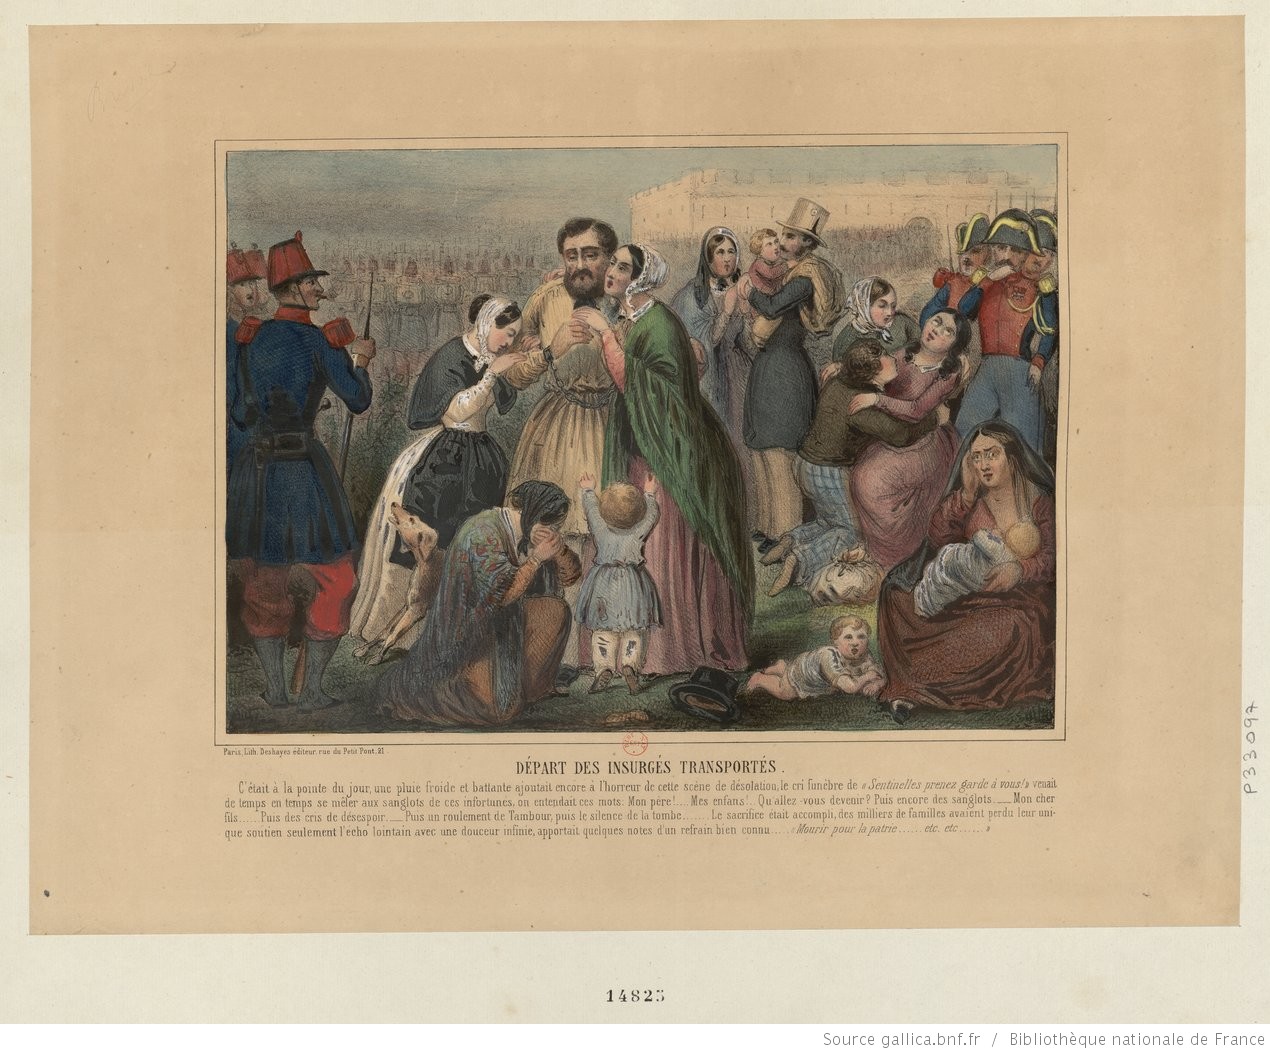 Paris, Lith. Deshayes éditeur, rue du Petit Pont, 21
DÉPART DES INSURGÉS TRANSPORTÉS.
C'était à la pointe du jour, une pluie froide et battante ajoutait encore à l'horreur de cette scène de désolation, le cri funèbre de « Sentinelles prenez garde à vous! » venait
de temps en temps se mêler aux sanglots de ces infortunes, on entendait ces mots: Mon père!... Mes enfans!.. Qu'allez-vous devenir? Puis encore des sanglots.___Mon cher
fils......Puis des cris de désespoir.___Puis un roulement de Tambour, puis le silence de la tombe...... Le sacrifice était accompli, des milliers de familles avaient perdu leur uni-
que soutien seulement l'écho lointain avec une douceur infinie, apportait quelques notes d'un refrain bien connu.....« Mourir pour la patrie...... etc. etc...... »
P33097
14823
Source gallica.bnf.fr / Bibliothèque nationale de France